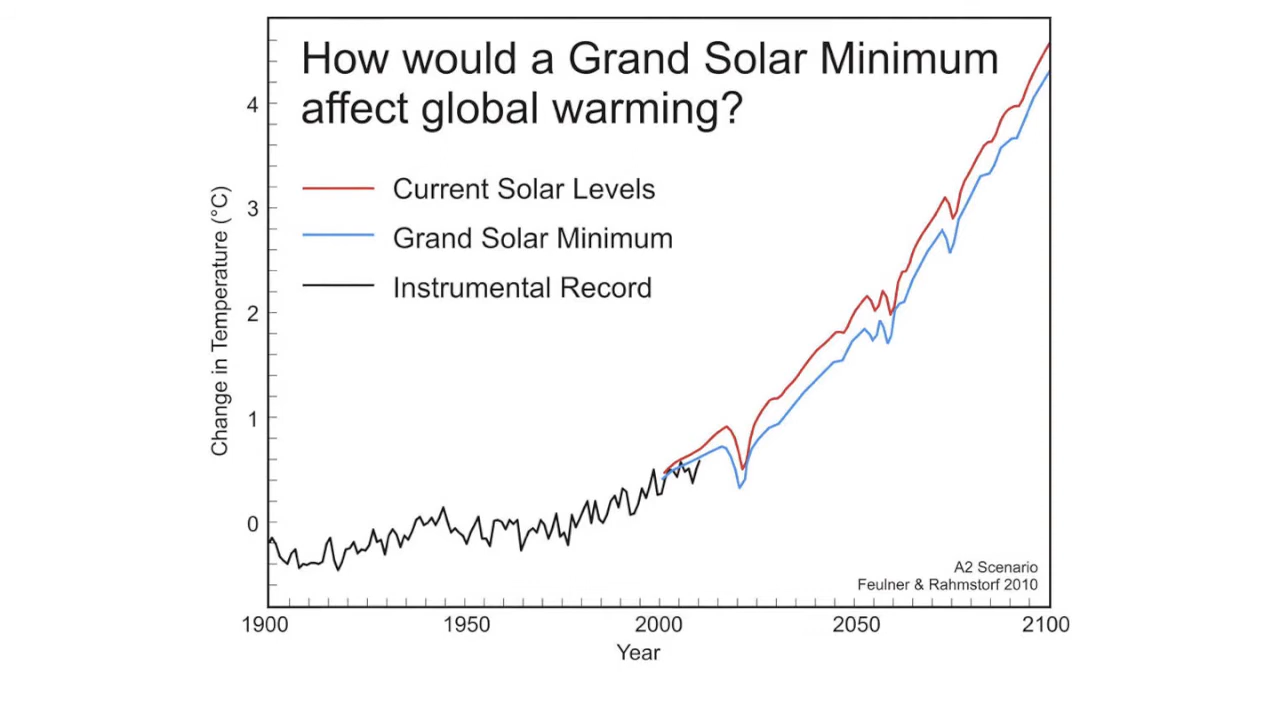 How would a Grand Solar Minimum
affect global warming?
Current Solar Levels
Grand Solar Minimum
Instrumental Record
Change in Temperature (°C)
4
3
2
1
0
A2 Scenario
Feulner & Rahmstorf 2010
1900 1950 2000 2050 2100
Year